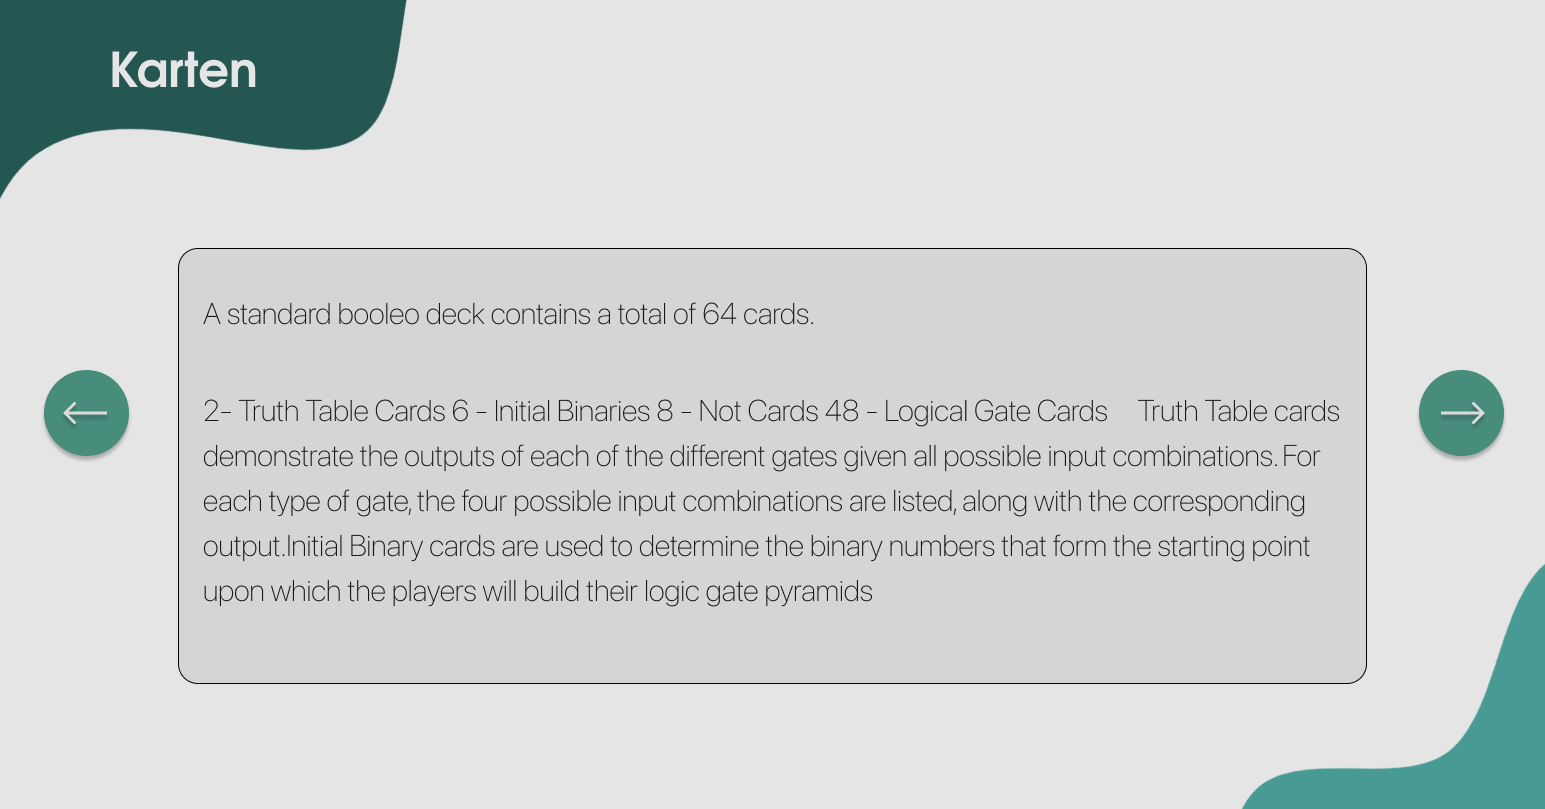 Karten
A standard booleo deck contains a total of 64 cards.
2- Truth Table Cards 6 - Initial Binaries 8 - Not Cards 48 - Logical Gate Cards Truth Table cards
demonstrate the outputs of each of the different gates given all possible input combinations. For
each type of gate, the four possible input combinations are listed, along with the corresponding
output.Initial Binary cards are used to determine the binary numbers that form the starting point
upon which the players will build their logic gate pyramids